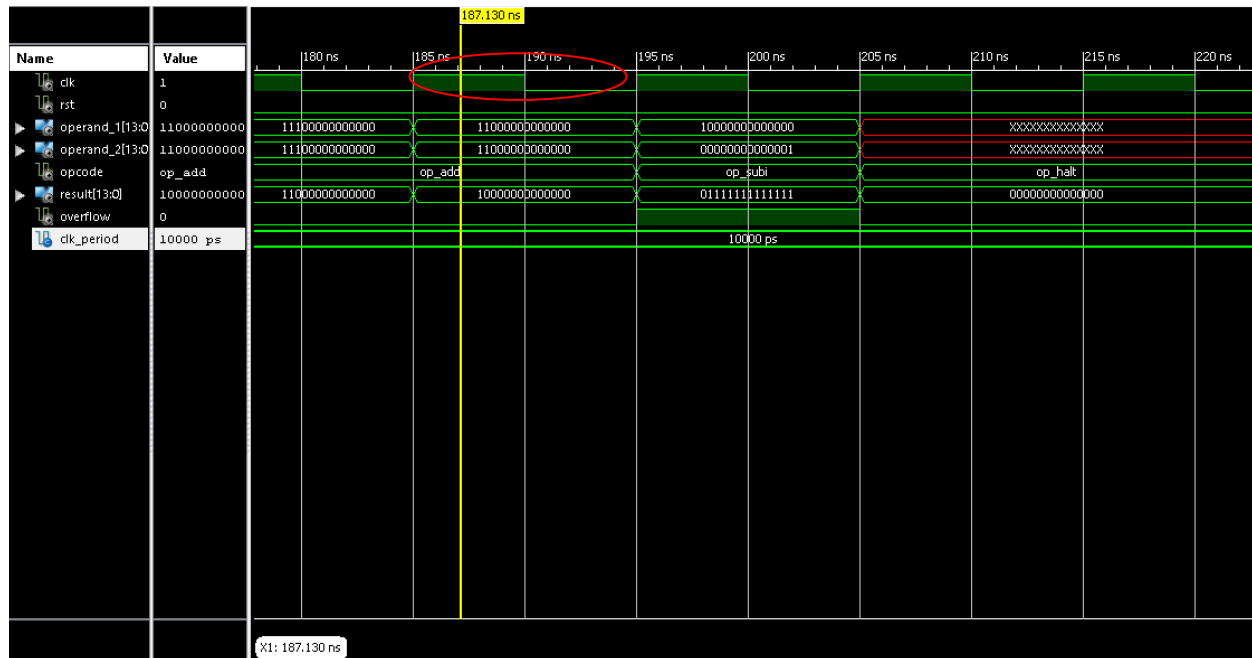 187.130 ns
Name Value 180 ns 185 ns 190 ns 195 ns 200 ns 205 ns 210 ns 215 ns 220 ns
clk 1
rst 0
operand_1[13:0 11000000000 11100000000000 11000000000000 10000000000000 XXXXXXXXXXXXXX
operand_2[13:0 11000000000 11100000000000 11000000000000 00000000000001 XXXXXXXXXXXXXX
opcode op_add op_add op_subi op_halt
result[13:0] 10000000000 11000000000000 10000000000000 01111111111111 00000000000000
overflow 0
clk_period 10000 ps 10000 ps
X1: 187.130 ns